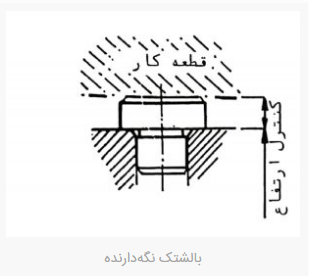 قطعه کار
کنترل ارتفاع
بالشتک نگه‌دارنده